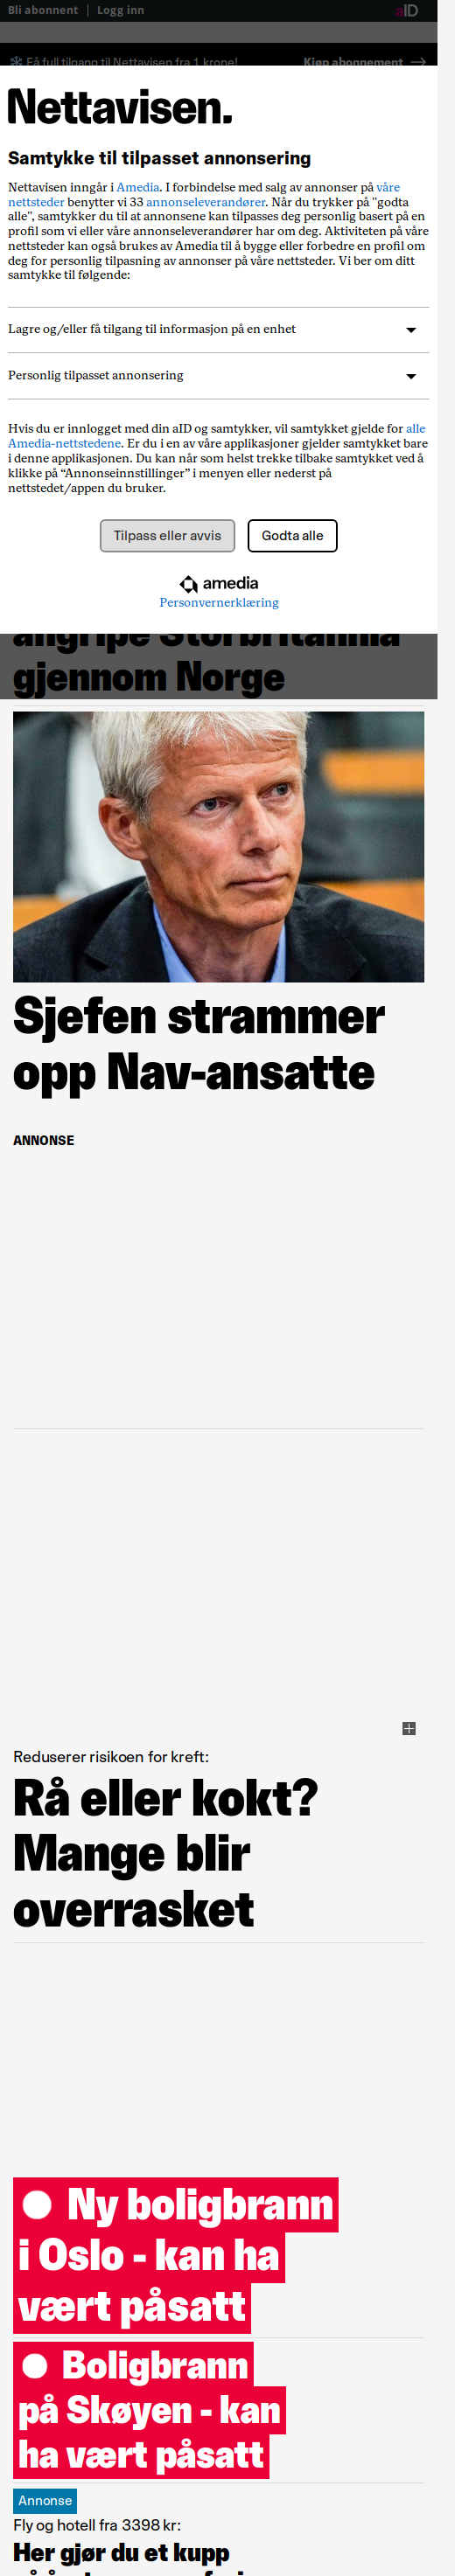 Bli abonnent | Logg inn
aID
Få full tilgang til Nettavisen fra 1 krone!
Kjøp abonnement
Nettavisen.
Samtykke til tilpasset annonsering
Nettavisen inngår i Amedia. I forbindelse med salg av annonser på våre
nettsteder benytter vi 33 annonseleverandører. Når du trykker på "godta
alle", samtykker du til at annonsene kan tilpasses deg personlig basert på en
profil som vi eller våre annonseleverandører har om deg. Aktiviteten på våre
nettsteder kan også brukes av Amedia til å bygge eller forbedre en profil om
deg for personlig tilpasning av annonser på våre nettsteder. Vi ber om ditt
samtykke til følgende:
Lagre og/eller få tilgang til informasjon på en enhet
Personlig tilpasset annonsering
Hvis du er innlogget med din aID og samtykker, vil samtykket gjelde for alle
Amedia-nettstedene. Er du i en av våre applikasjoner gjelder samtykket bare
i denne applikasjonen. Du kan når som helst trekke tilbake samtykket ved å
klikke på “Annonseinnstillinger” i menyen eller nederst på
nettstedet/appen du bruker.
Tilpass eller avvis
Godta alle
amedia
Personvernerklæring
angripe Storbritannia
gjennom Norge
Sjefen strammer
opp Nav-ansatte
ANNONSE
Reduserer risikoen for kreft:
Rå eller kokt?
Mange blir
overrasket
Ny boligbrann
i Oslo - kan ha
vært påsatt
Boligbrann
på Skøyen - kan
ha vært påsatt
Annonse
Fly og hotell fra 3398 kr:
Her gjør du et kupp